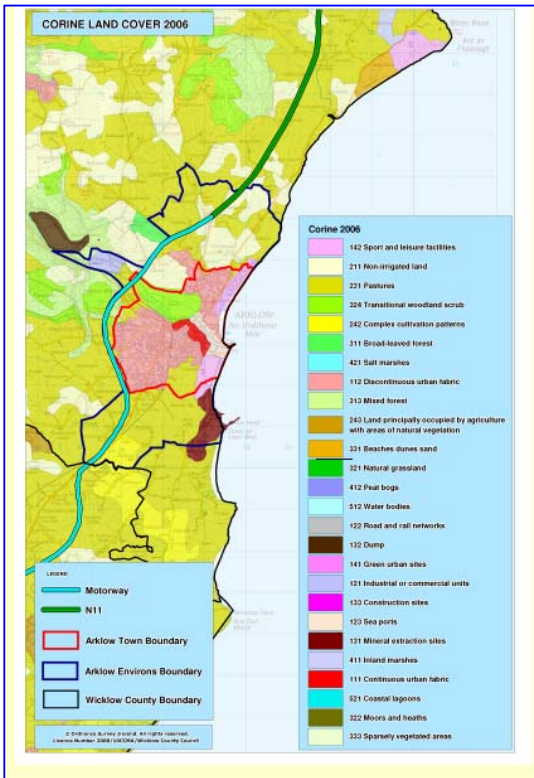 CORINE LAND COVER 2006
ARKLOW
Corine 2006
142 Sport and leisure facilities
211 Non-irrigated land
231 Pastures
324 Transitional woodland scrub
242 Complex cultivation patterns
311 Broad-leaved forest
421 Salt marshes
112 Discontinuous urban fabric
313 Mixed forest
243 Land principally occupied by agriculture
with areas of natural vegetation
331 Beaches dunes sand
321 Natural grassland
412 Peat bogs
512 Water bodies
122 Road and rail networks
132 Dump
141 Green urban sites
121 Industrial or commercial units
133 Construction sites
123 Sea ports
131 Mineral extraction sites
411 Inland marshes
111 Continuous urban fabric
521 Coastal lagoons
322 Moors and heaths
333 Sparsely vegetated areas
LEGEND
Motorway
N11
Arklow Town Boundary
Arklow Environs Boundary
Wicklow County Boundary
© Ordnance Survey Ireland. All rights reserved.